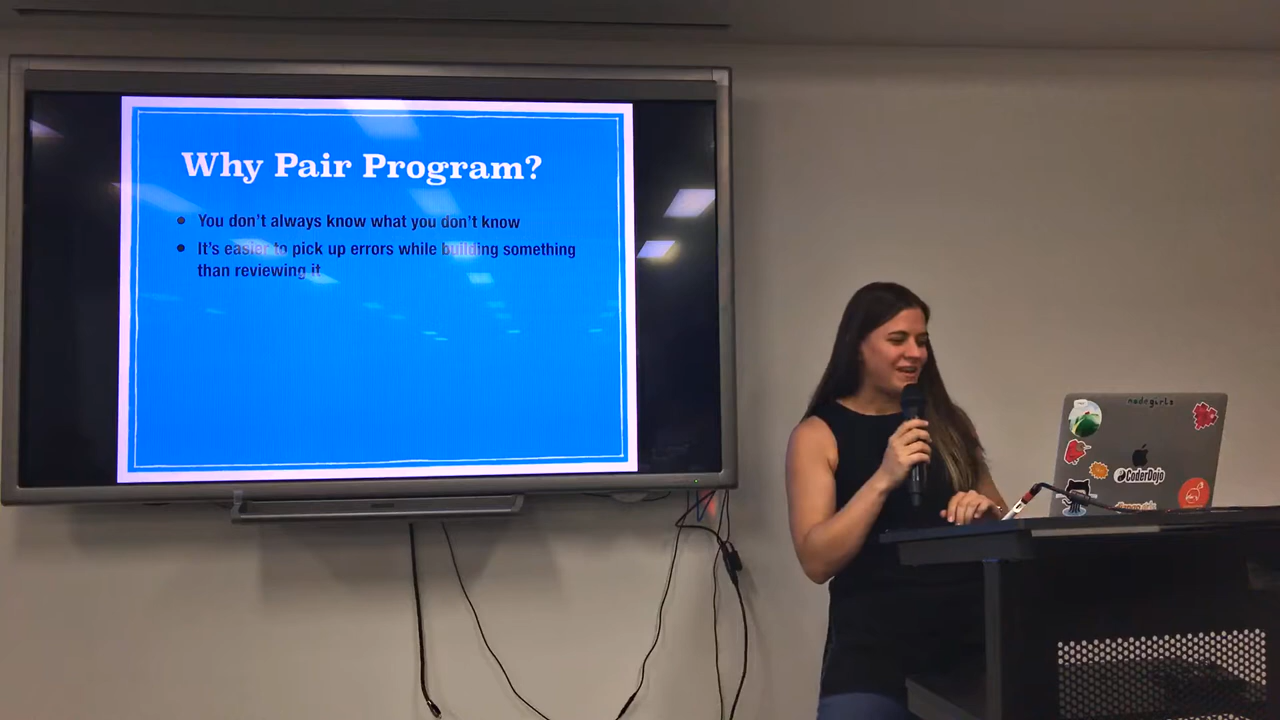 Why Pair Program?
You don't always know what you don't know
It's easier to pick up errors while building something
than reviewing it
nodegirls
CoderDojo